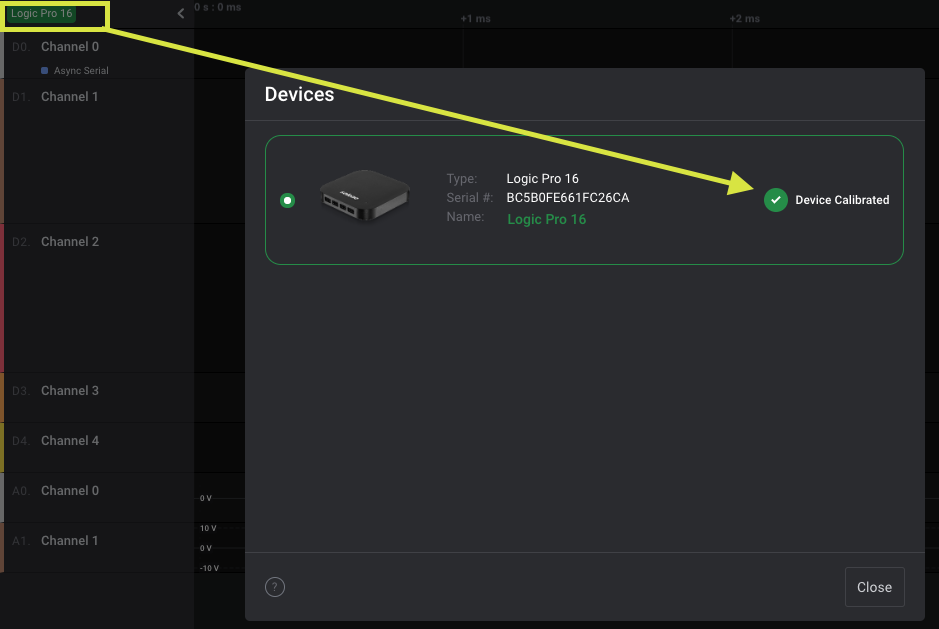 Logic Pro 16
0 s : 0 ms
+1 ms
+2 ms
D0. Channel 0
Async Serial
D1. Channel 1
D2. Channel 2
D3. Channel 3
D4. Channel 4
A0. Channel 0
0 V
A1. Channel 1
10 V
0 V
-10 V
Devices
saleae
Type: Logic Pro 16
Serial #: BC5B0FE661FC26CA
Name: Logic Pro 16
Device Calibrated
?
Close